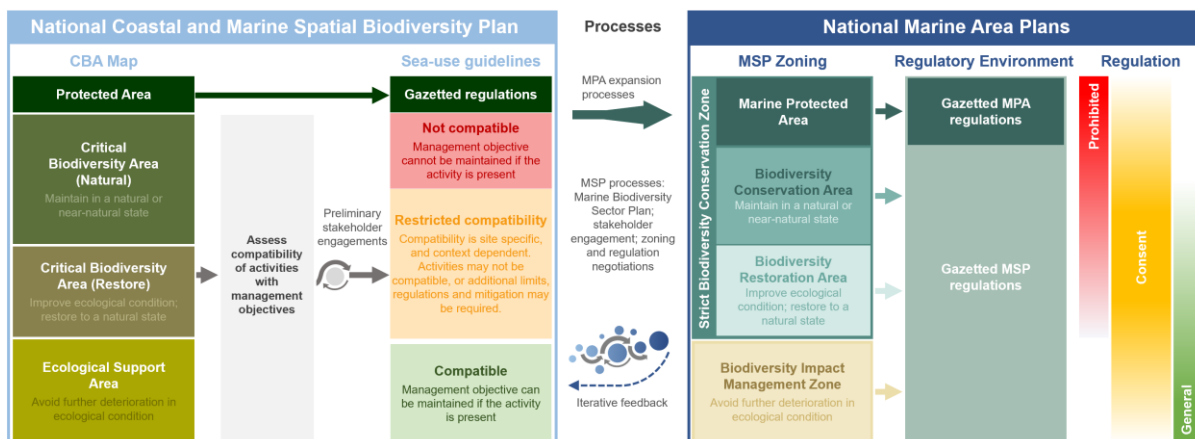 National Coastal and Marine Spatial Biodiversity Plan
CBA Map
Sea-use guidelines
Protected Area
Gazetted regulations
Critical
Biodiversity Area
(Natural)
Maintain in a natural or
near-natural state
Critical Biodiversity
Area (Restore)
Improve ecological condition;
restore to a natural state
Ecological Support
Area
Avoid further deterioration in
ecological condition
Assess
compatibility
of activities
with
management
objectives
Preliminary
stakeholder
engagements
Not compatible
Management objective
cannot be maintained if the
activity is present
Restricted compatibility
Compatibility is site specific,
and context dependent.
Activities may not be
compatible, or additional limits,
regulations and mitigation may
be required.
Compatible
Management objective can
be maintained if the activity
is present
Processes
MPA expansion
processes
MSP processes:
Marine Biodiversity
Sector Plan;
stakeholder
engagement; zoning
and regulation
negotiations
Iterative feedback
National Marine Area Plans
MSP Zoning
Regulatory Environment
Regulation
Strict Biodiversity Conservation Zone
Marine Protected
Area
Biodiversity
Conservation Area
Maintain in a natural or
near-natural state
Biodiversity
Restoration Area
Improve ecological
condition; restore to a
natural state
Biodiversity Impact
Management Zone
Avoid further deterioration in
ecological condition
Gazetted MPA
regulations
Gazetted MSP
regulations
Prohibited
Consent
General